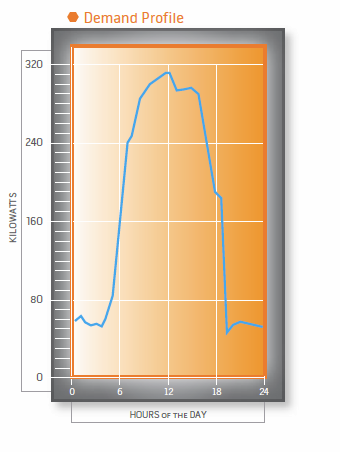 Demand Profile
320
240
160
80
0
KILOWATTS
0 6 12 18 24
HOURS OF THE DAY